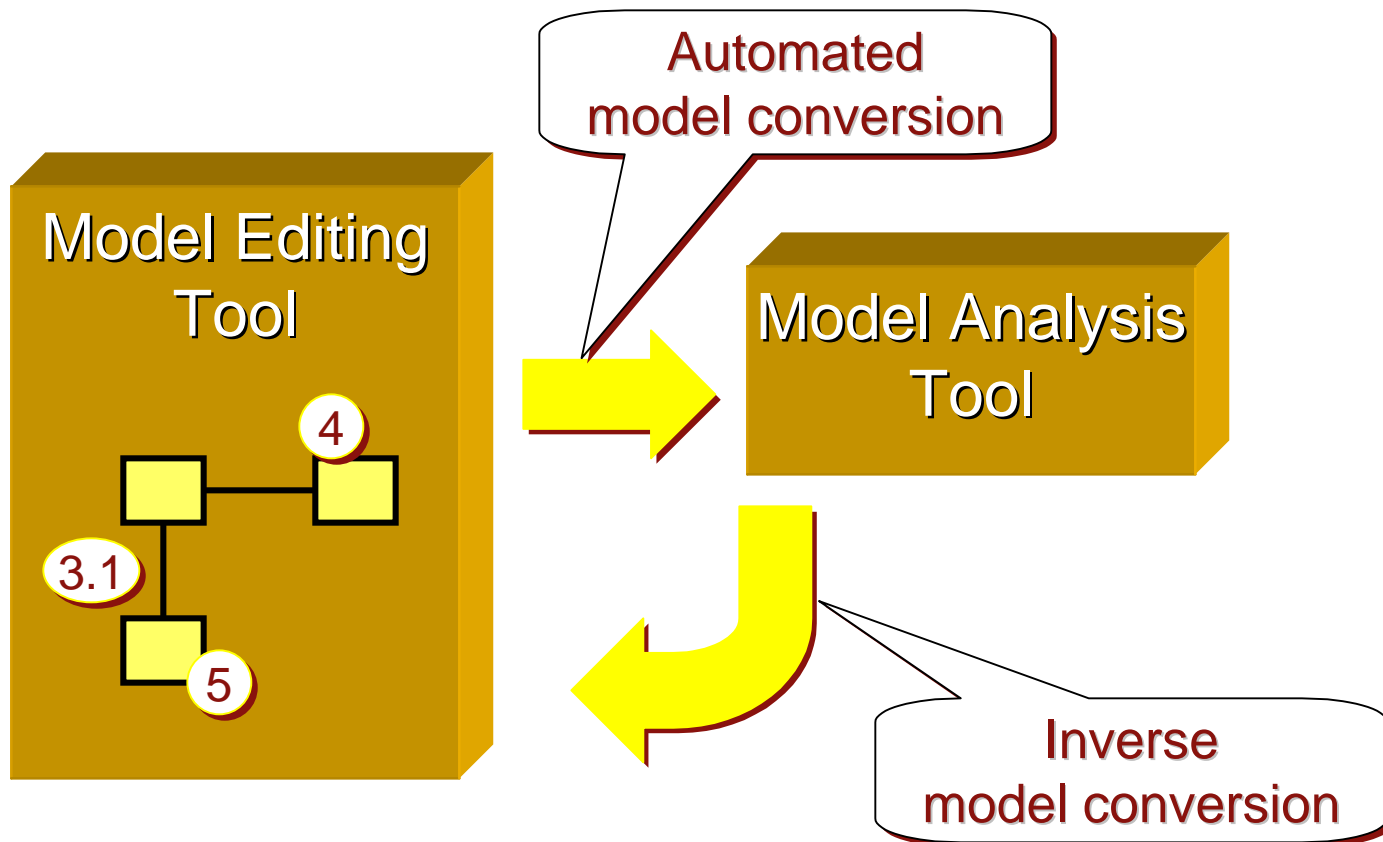 Automated
model conversion
Model Editing
Tool
Model Analysis
Tool
4
3.1
5
Inverse
model conversion